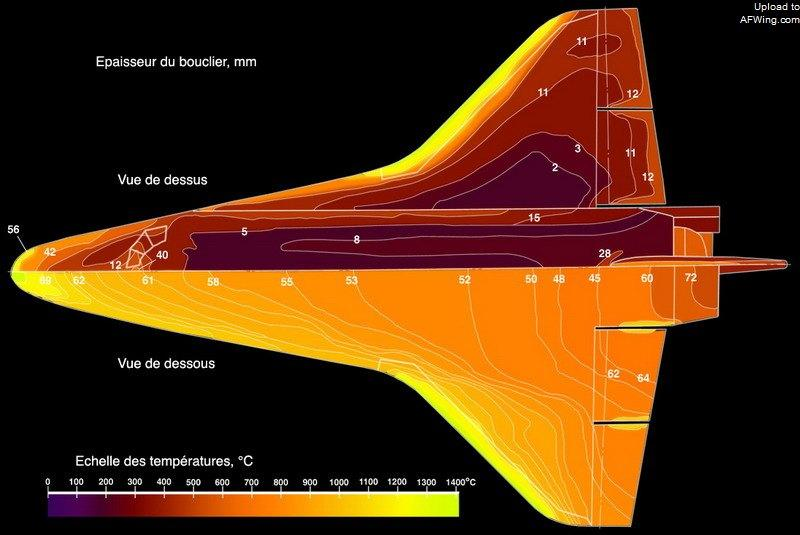 Upload to
AFWing.com
Epaisseur du bouclier, mm
11
11
12
3
11
2
12
Vue de dessus
15
56
5
8
42
12
40
28
69 62 61 58 55 53 52 50 48 45 60 72
Vue de dessous
62
64
Echelle des températures, °C
0 100 200 300 400 500 600 700 800 900 1000 1100 1200 1300 1400°C